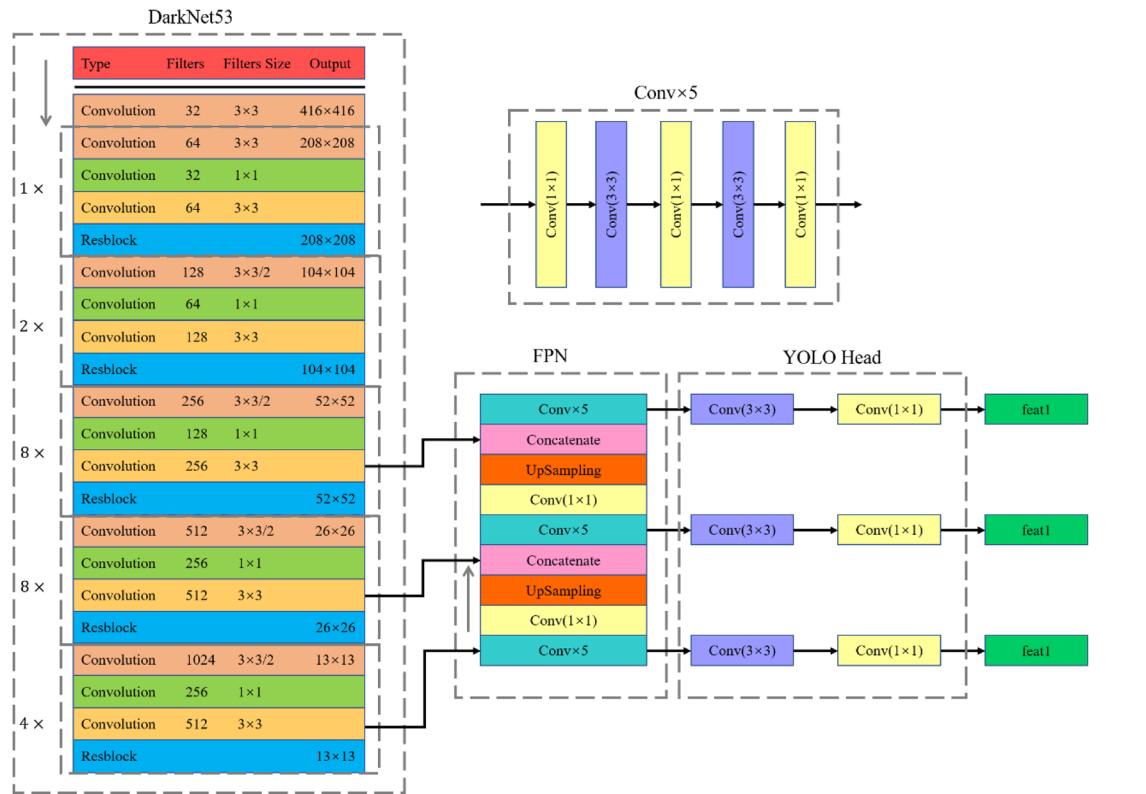 DarkNet53
Type Filters Filters Size Output
Convolution 32 3×3 416×416
1 ×
Convolution 64 3×3 208×208
Convolution 32 1×1
Convolution 64 3×3
Resblock 208×208
2 ×
Convolution 128 3×3/2 104×104
Convolution 64 1×1
Convolution 128 3×3
Resblock 104×104
8 ×
Convolution 256 3×3/2 52×52
Convolution 128 1×1
Convolution 256 3×3
Resblock 52×52
8 ×
Convolution 512 3×3/2 26×26
Convolution 256 1×1
Convolution 512 3×3
Resblock 26×26
4 ×
Convolution 1024 3×3/2 13×13
Convolution 256 1×1
Convolution 512 3×3
Resblock 13×13
Conv×5
Conv(1×1)
Conv(3×3)
Conv(1×1)
Conv(3×3)
Conv(1×1)
FPN
Conv×5
Concatenate
UpSampling
Conv(1×1)
Conv×5
Concatenate
UpSampling
Conv(1×1)
Conv×5
YOLO Head
Conv(3×3) Conv(1×1) feat1
Conv(3×3) Conv(1×1) feat1
Conv(3×3) Conv(1×1) feat1